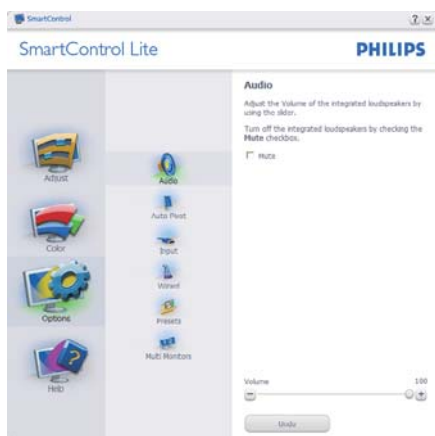 SmartControl
SmartControl Lite
PHILIPS
Adjust
Color
Options
Help
Audio
Auto Pivot
Input
Wizard
Presets
Multi Monitors
Audio
Adjust the Volume of the integrated loudspeakers by
using the slider.
Turn off the integrated loudspeakers by checking the
Mute checkbox.
Mute
Volume 100
Undo